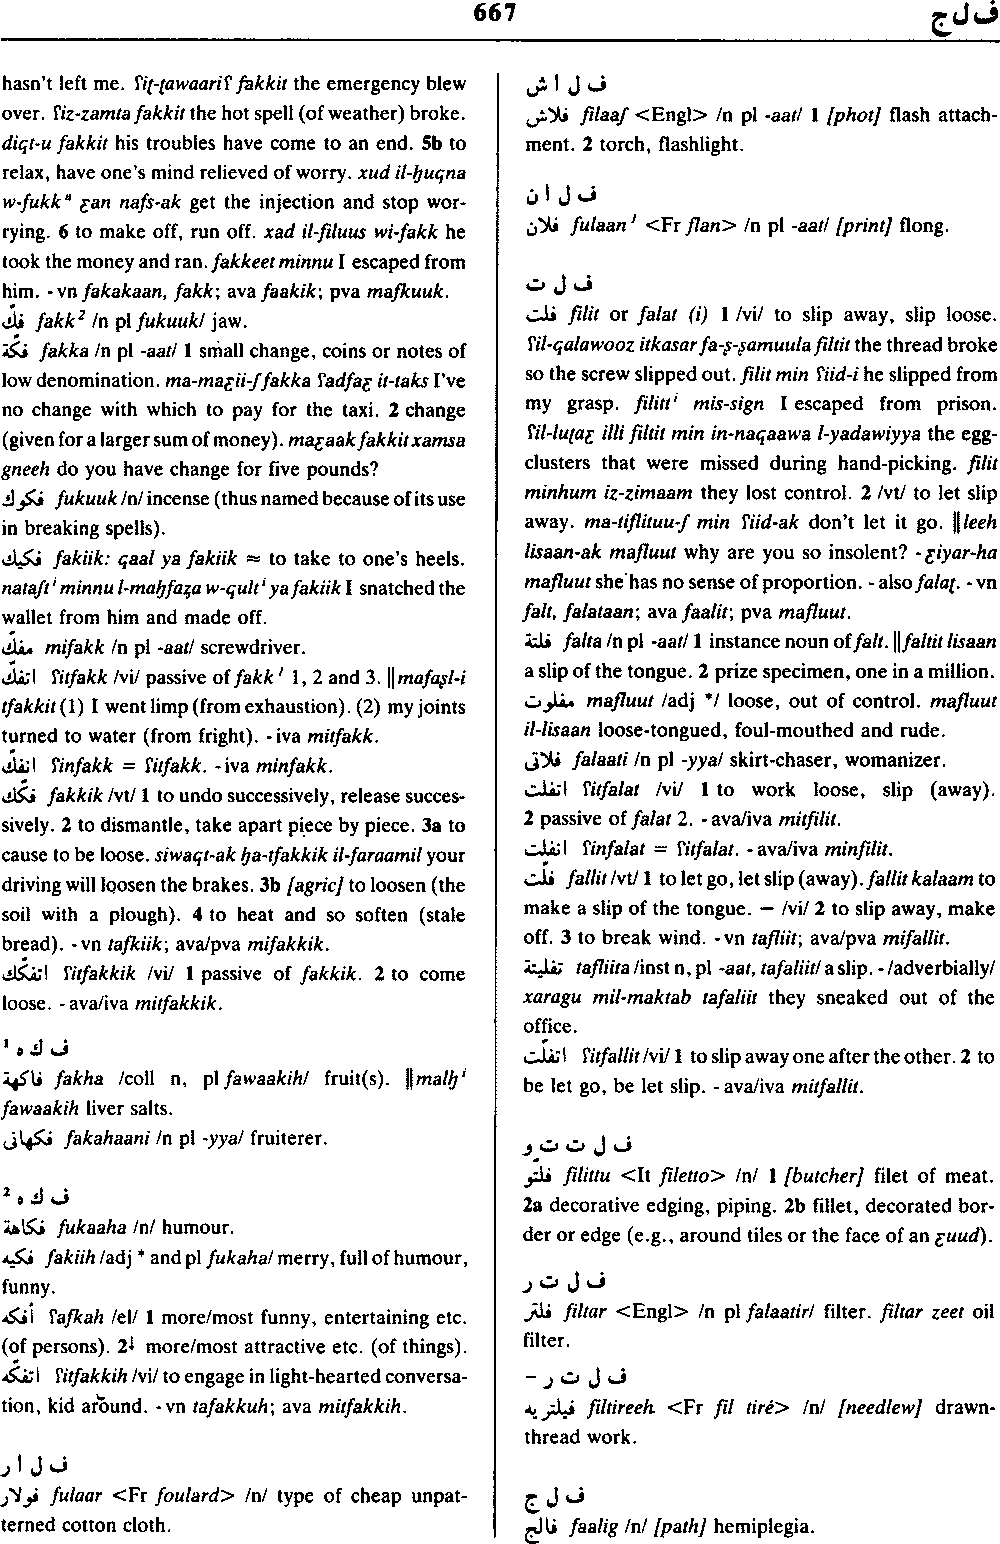 667
ف ل ج
hasn't left me. ʕiṭ-ṭawaariʕ fakkit the emergency blew
over. ʕiz-zamta fakkit the hot spell (of weather) broke.
diqt-u fakkit his troubles have come to an end. 5b to
relax, have one's mind relieved of worry. xud il-ḥuqna
w-fukkᵃ ɛan nafs-ak get the injection and stop wor-
rying. 6 to make off, run off. xad il-filuus wi-fakk he
took the money and ran. fakkeet minnu I escaped from
him. - vn fakakaan, fakk; ava faakik; pva mafkuuk.
فكّ fakk² /n pl fukuuk/ jaw.
فكّة fakka /n pl -aat/ 1 small change, coins or notes of
low denomination. ma-maɛii-ʃ fakka ʕadfaɛ it-taks I've
no change with which to pay for the taxi. 2 change
(given for a larger sum of money). maɛaak fakkit xamsa
gneeh do you have change for five pounds?
فكوك fukuuk /n/ incense (thus named because of its use
in breaking spells).
فكيك fakiik: qaal ya fakiik ≈ to take to one's heels.
nataftⁱ minnu l-maḥfaẓa w-qultⁱ ya fakiik I snatched the
wallet from him and made off.
مفكّ mifakk /n pl -aat/ screwdriver.
اتفكّ ʕitfakk /vi/ passive of fakk¹ 1, 2 and 3. ‖mafaṣl-i
tfakkit (1) I went limp (from exhaustion). (2) my joints
turned to water (from fright). - iva mitfakk.
انفكّ ʕinfakk = ʕitfakk. - iva minfakk.
فكّك fakkik /vt/ 1 to undo successively, release succes-
sively. 2 to dismantle, take apart piece by piece. 3a to
cause to be loose. siwaqt-ak ḥa-tfakkik il-faraamil your
driving will loosen the brakes. 3b [agric] to loosen (the
soil with a plough). 4 to heat and so soften (stale
bread). - vn tafkiik; ava/pva mifakkik.
اتفكّك ʕitfakkik /vi/ 1 passive of fakkik. 2 to come
loose. - ava/iva mitfakkik.
ف ك ه ¹
فاكهة fakha /coll n, pl fawaakih/ fruit(s). ‖malḥⁱ
fawaakih liver salts.
فكهانى fakahaani /n pl -yya/ fruiterer.
ف ك ه ²
فكاهة fukaaha /n/ humour.
فكيه fakiih /adj * and pl fukaha/ merry, full of humour,
funny.
أفكه ʕafkah /el/ 1 more/most funny, entertaining etc.
(of persons). 2↓ more/most attractive etc. (of things).
اتفكّه ʕitfakkih /vi/ to engage in light-hearted conversa-
tion, kid around. - vn tafakkuh; ava mitfakkih.
ف ل ا ر
فولار fulaar <Fr foulard> /n/ type of cheap unpat-
terned cotton cloth.
ف ل ا ش
فلاش filaaʃ <Engl> /n pl -aat/ 1 [phot] flash attach-
ment. 2 torch, flashlight.
ف ل ا ن
فلان fulaan¹ <Fr flan> /n pl -aat/ [print] flong.
ف ل ت
فلت filit or falat (i) 1 /vi/ to slip away, slip loose.
ʕil-qalawooz itkasar fa-ṣ-ṣamuula filtit the thread broke
so the screw slipped out. filit min ʕiid-i he slipped from
my grasp. filittⁱ mis-sign I escaped from prison.
ʕil-luṭaɛ illi filtit min in-naqaawa l-yadawiyya the egg-
clusters that were missed during hand-picking. filit
minhum iz-zimaam they lost control. 2 /vt/ to let slip
away. ma-tiflituu-ʃ min ʕiid-ak don't let it go. ‖leeh
lisaan-ak mafluut why are you so insolent? - ɛiyar-ha
mafluut she has no sense of proportion. - also falaṭ. - vn
falt, falataan; ava faalit; pva mafluut.
فلتة falta /n pl -aat/ 1 instance noun of falt. ‖faltit lisaan
a slip of the tongue. 2 prize specimen, one in a million.
مفلوت mafluut /adj */ loose, out of control. mafluut
il-lisaan loose-tongued, foul-mouthed and rude.
فلاتى falaati /n pl -yya/ skirt-chaser, womanizer.
اتفلت ʕitfalat /vi/ 1 to work loose, slip (away).
2 passive of falat 2. - ava/iva mitfilit.
انفلت ʕinfalat = ʕitfalat. - ava/iva minfilit.
فلّت fallit /vt/ 1 to let go, let slip (away). fallit kalaam to
make a slip of the tongue. — /vi/ 2 to slip away, make
off. 3 to break wind. - vn tafliit; ava/pva mifallit.
تفليتة tafliita /inst n, pl -aat, tafaliit/ a slip. - /adverbially/
xaragu mil-maktab tafaliit they sneaked out of the
office.
اتفلّت ʕitfallit /vi/ 1 to slip away one after the other. 2 to
be let go, be let slip. - ava/iva mitfallit.
ف ل ت ت و
فلتّو filittu <It filetto> /n/ 1 [butcher] filet of meat.
2a decorative edging, piping. 2b fillet, decorated bor-
der or edge (e.g., around tiles or the face of an ɛuud).
ف ل ت ر
فلتر filtar <Engl> /n pl falaatir/ filter. filtar zeet oil
filter.
ف ل ت ر –
فيلتريه filtireeh <Fr fil tiré> /n/ [needlew] drawn-
thread work.
ف ل ج
فالج faalig /n/ [path] hemiplegia.